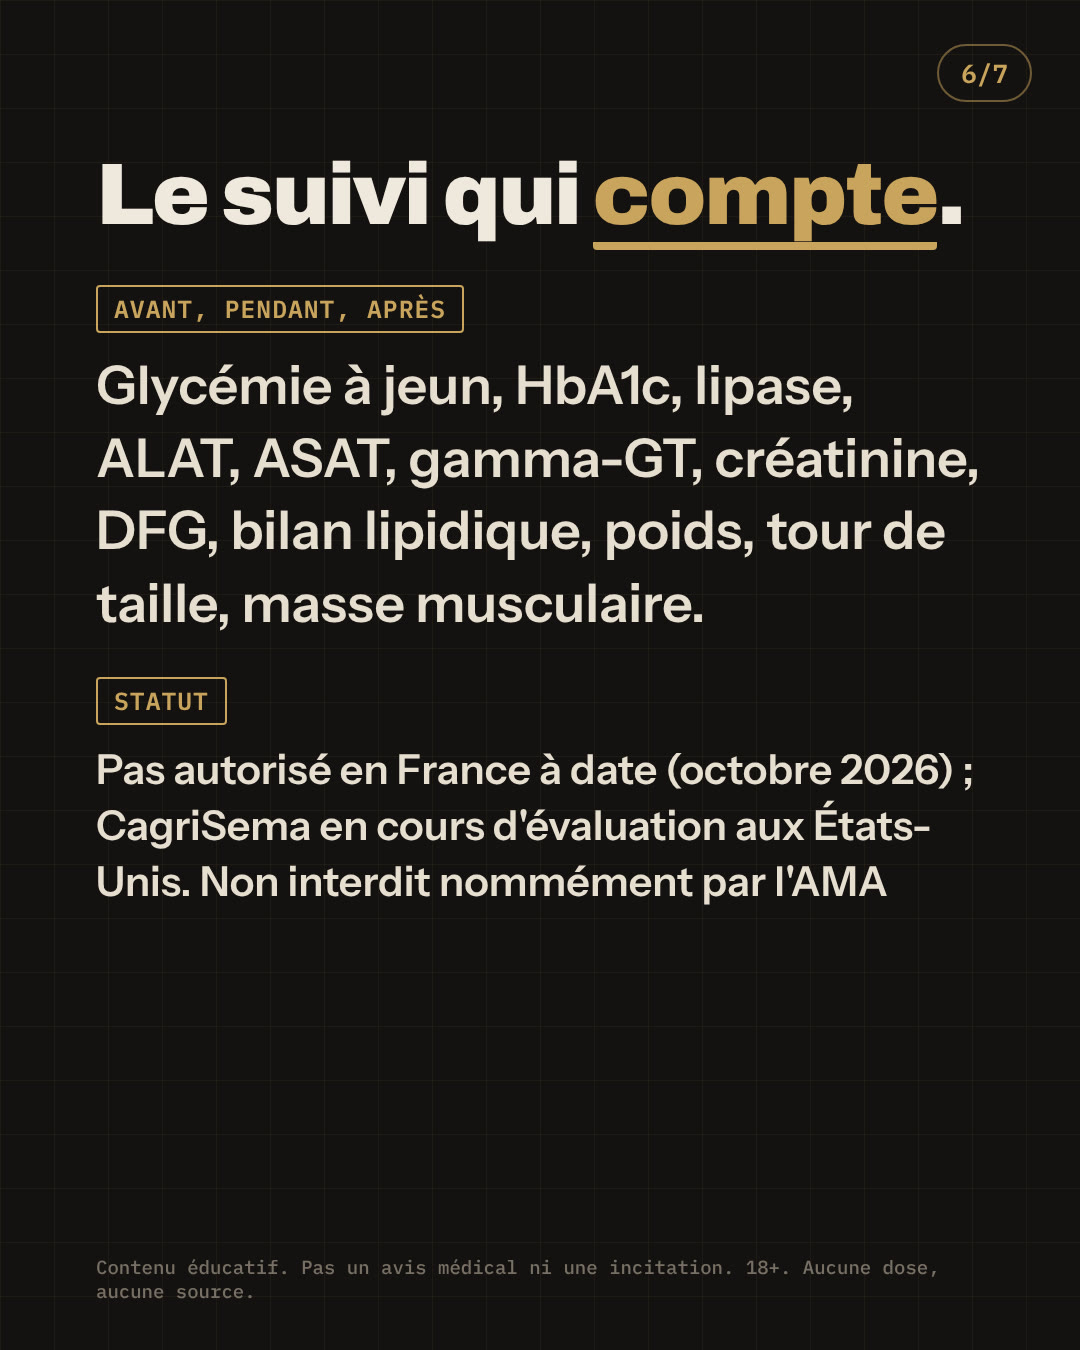 6/7
Le suivi qui compte.
AVANT, PENDANT, APRÈS
Glycémie à jeun, HbA1c, lipase,
ALAT, ASAT, gamma-GT, créatinine,
DFG, bilan lipidique, poids, tour de
taille, masse musculaire.
STATUT
Pas autorisé en France à date (octobre 2026) ;
CagriSema en cours d'évaluation aux États-
Unis. Non interdit nommément par l'AMA
Contenu éducatif. Pas un avis médical ni une incitation. 18+. Aucune dose,
aucune source.